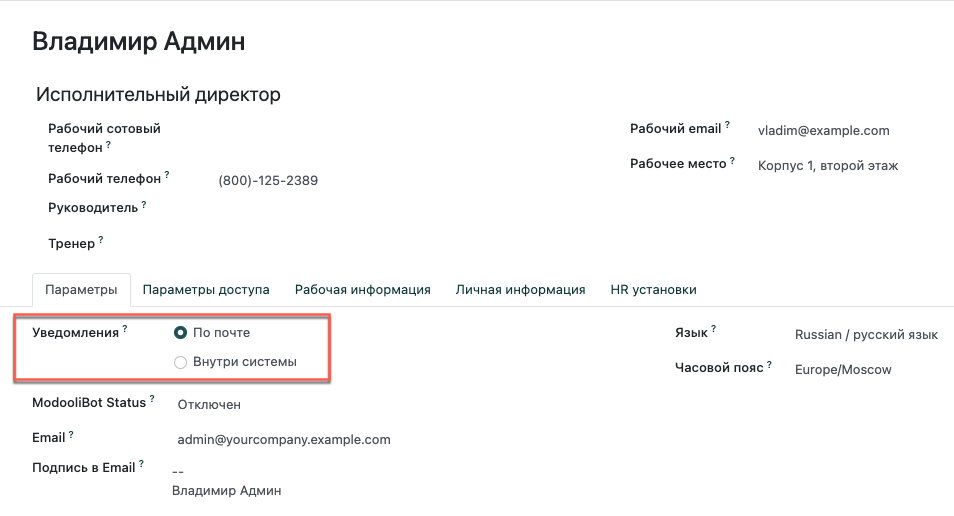 Владимир Админ
Исполнительный директор
Рабочий сотовый
телефон ?
Рабочий email ? vladim@example.com
Рабочее место ? Корпус 1, второй этаж
Рабочий телефон ? (800)-125-2389
Руководитель ?
Тренер ?
Параметры Параметры доступа Рабочая информация Личная информация HR установки
Уведомления ? По почте
Внутри системы
Язык ? Russian / русский язык
Часовой пояс ? Europe/Moscow
ModooliBot Status ? Отключен
Email ? admin@yourcompany.example.com
Подпись в Email ? --
Владимир Админ